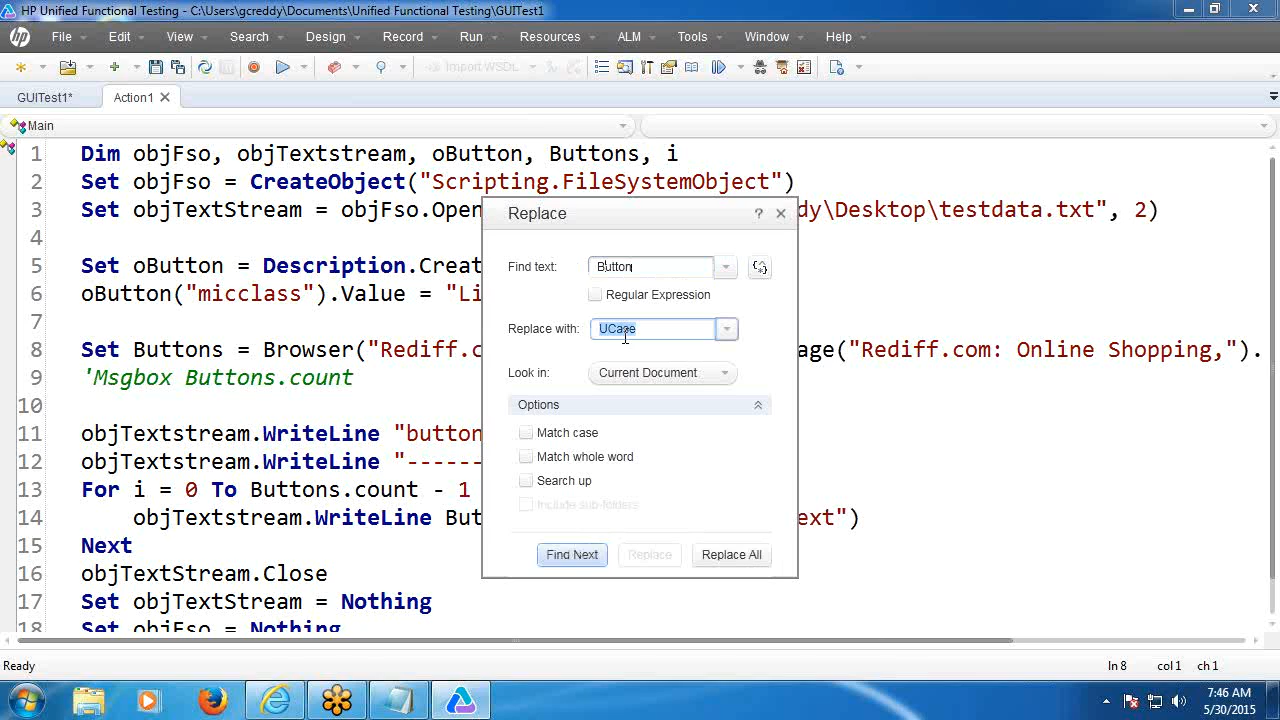 HP Unified Functional Testing - C:\Users\gcreddy\Documents\Unified Functional Testing\GUITest1
hp File Edit View Search Design Record Run Resources ALM Tools Window Help
Import WSDL
GUITest1* Action1
Main
1 Dim objFso, objTextstream, oButton, Buttons, i
2 Set objFso = CreateObject("Scripting.FileSystemObject")
3 Set objTextStream = objFso.Open dy\Desktop\testdata.txt", 2)
4
5 Set oButton = Description.Creat
6 oButton("micclass").Value = "Li
7
8 Set Buttons = Browser("Rediff.c age("Rediff.com: Online Shopping,").
9 'Msgbox Buttons.count
10
11 objTextstream.WriteLine "button
12 objTextstream.WriteLine "------
13 For i = 0 To Buttons.count - 1
14 objTextstream.WriteLine But ext")
15 Next
16 objTextStream.Close
17 Set objTextStream = Nothing
18 Set objFso = Nothing
Replace
?
Find text: Button
Regular Expression
Replace with: UCase
Look in: Current Document
Options
Match case
Match whole word
Search up
Include sub-folders
Find Next Replace Replace All
Ready ln 8 col 1 ch 1
7:46 AM
5/30/2015